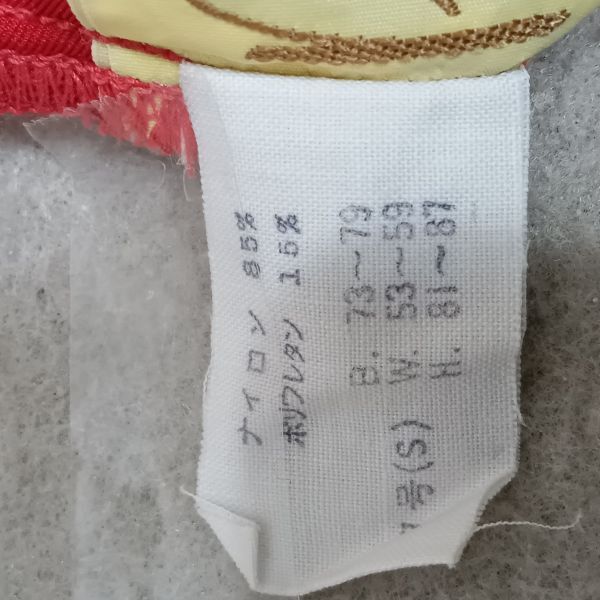 ナイロン 85%
ポリウレタン 15%
B. 73〜79
W. 53〜59
H. 81〜87
号(S)